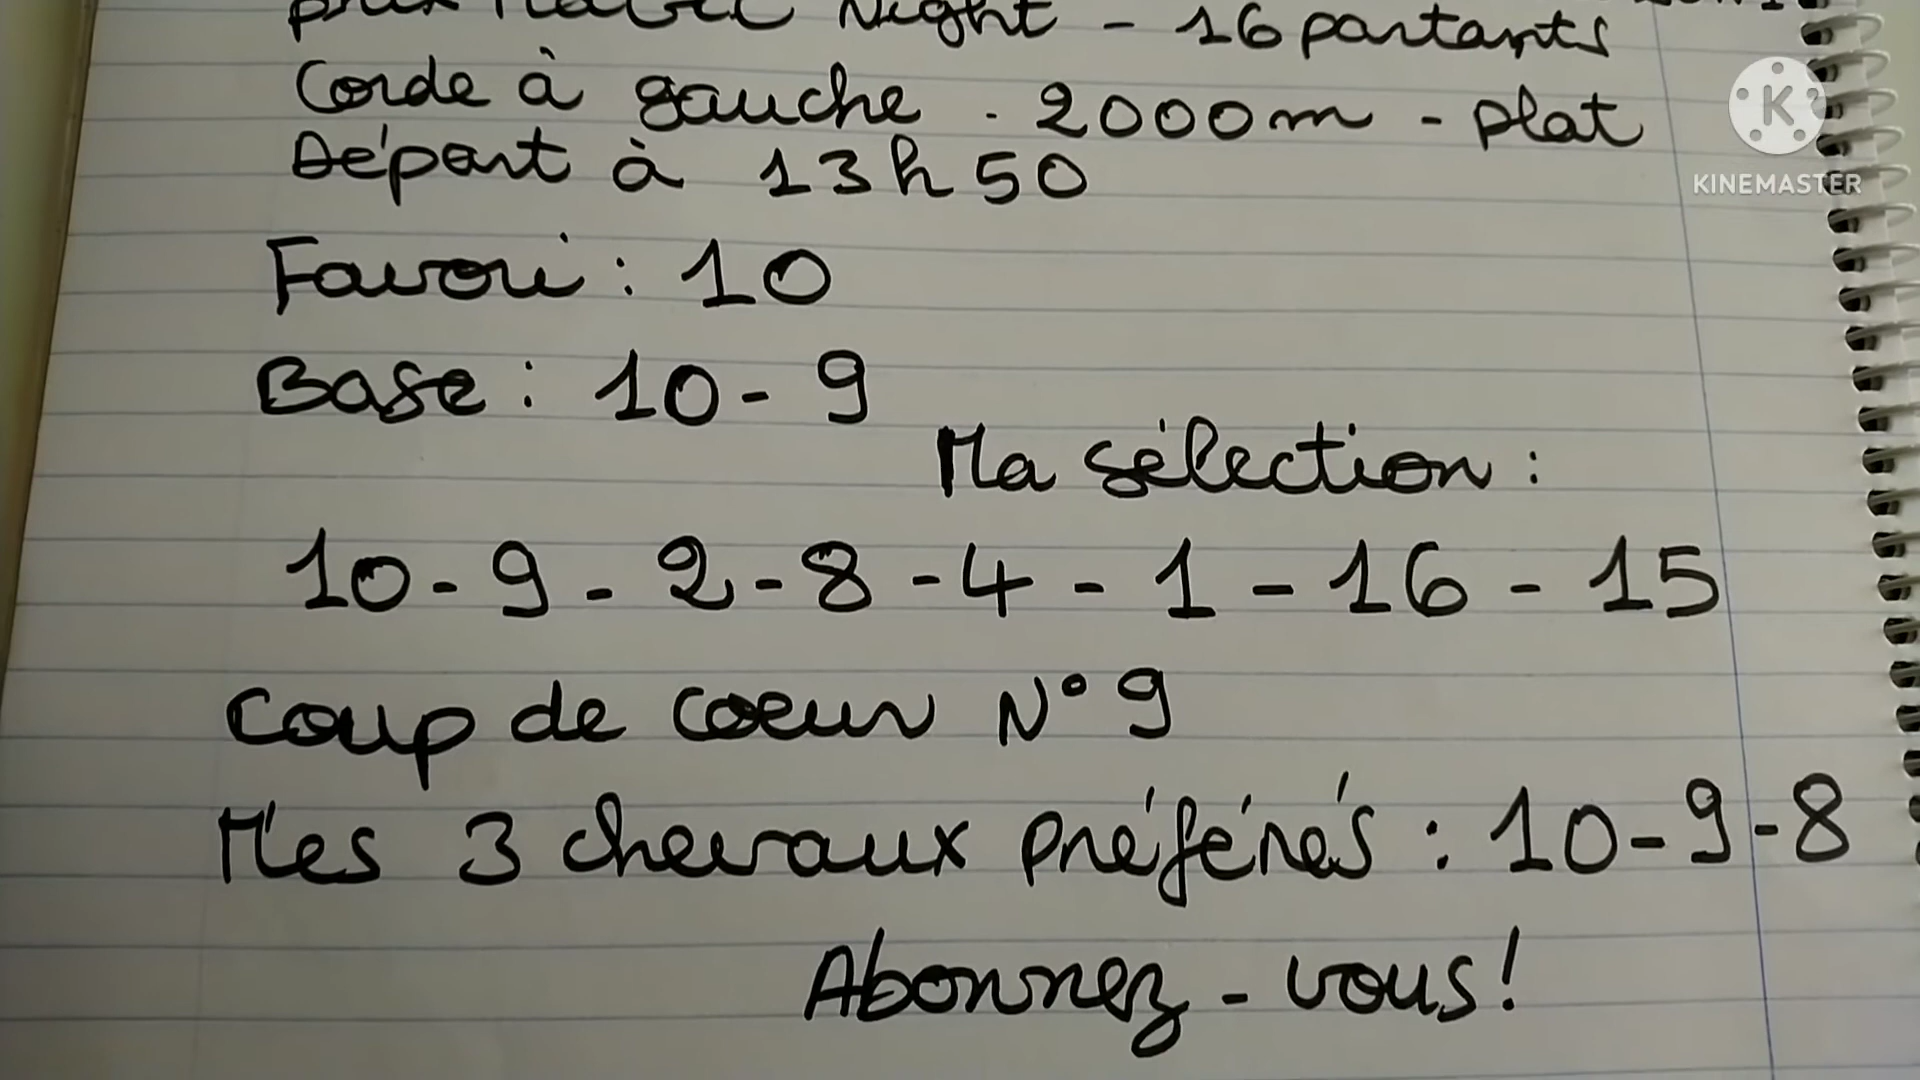 Night - 16 partants
Corde à gauche . 2000m - plat
Départ à 13h50
Favori : 10
Base : 10 - 9
Ma sélection :
10 - 9 - 2 - 8 - 4 - 1 - 16 - 15
Coup de coeur N° 9
Mes 3 chevaux préférés : 10 - 9 - 8
Abonnez - vous !
K
KINEMASTER